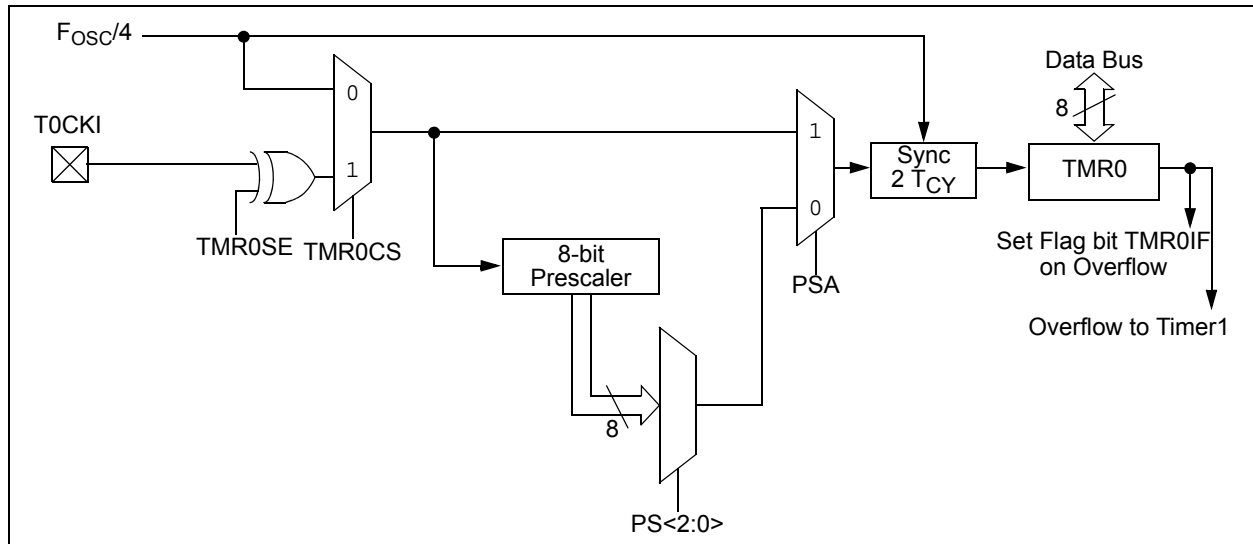 FOSC/4
Data Bus
8
T0CKI
0
1
1
0
Sync
2 TCY
TMR0
TMR0SE
TMR0CS
8-bit
Prescaler
PSA
Set Flag bit TMR0IF
on Overflow
Overflow to Timer1
8
PS<2:0>